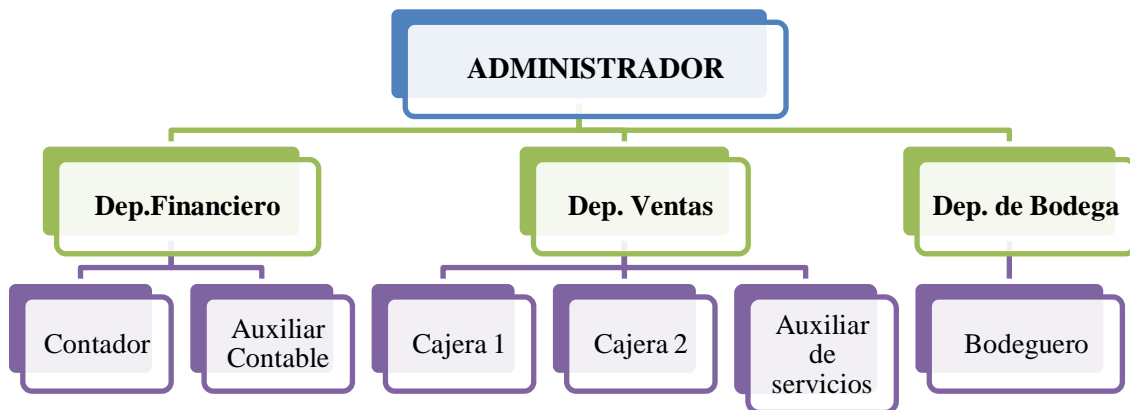 ADMINISTRADOR
Dep.Financiero
Dep. Ventas
Dep. de Bodega
Contador
Auxiliar
Contable
Cajera 1
Cajera 2
Auxiliar
de
servicios
Bodeguero